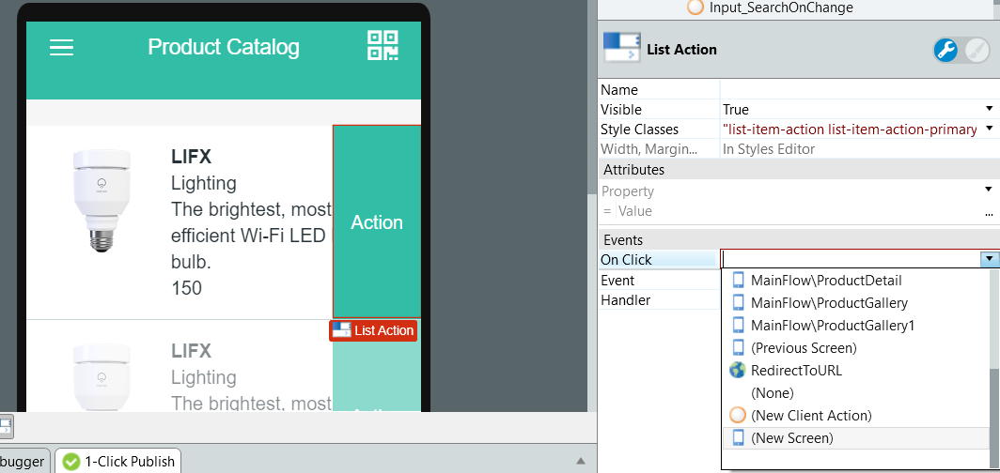 Input_SearchOnChange
Product Catalog
List Action
Name
Visible True
Style Classes "list-item-action list-item-action-primary
Width, Margin... In Styles Editor
Attributes
Property
= Value ...
Events
On Click
Event
Handler
MainFlow\ProductDetail
MainFlow\ProductGallery
MainFlow\ProductGallery1
(Previous Screen)
RedirectToURL
(None)
(New Client Action)
(New Screen)
LIFX
Lighting
The brightest, most
efficient Wi-Fi LED
bulb.
150
Action
List Action
LIFX
Lighting
The brightest, most
bugger
1-Click Publish